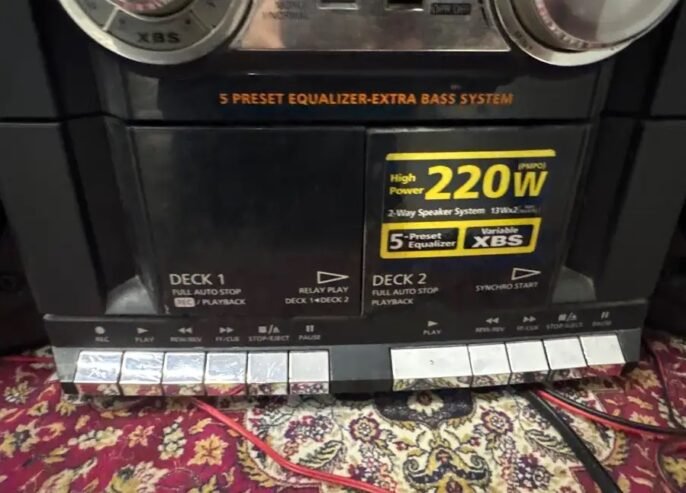 XBS
NORMAL
5 PRESET EQUALIZER-EXTRA BASS SYSTEM
High Power 220W (PMPO)
2-Way Speaker System 13Wx2
5-Preset Equalizer
Variable XBS
DECK 1
FULL AUTO STOP
REC / PLAYBACK
RELAY PLAY
DECK 1◂DECK 2
DECK 2
FULL AUTO STOP
PLAYBACK
SYNCHRO START
REC PLAY REW/REV FF/CUE STOP/EJECT PAUSE
PLAY REW/REV FF/CUE STOP/EJECT PAUSE